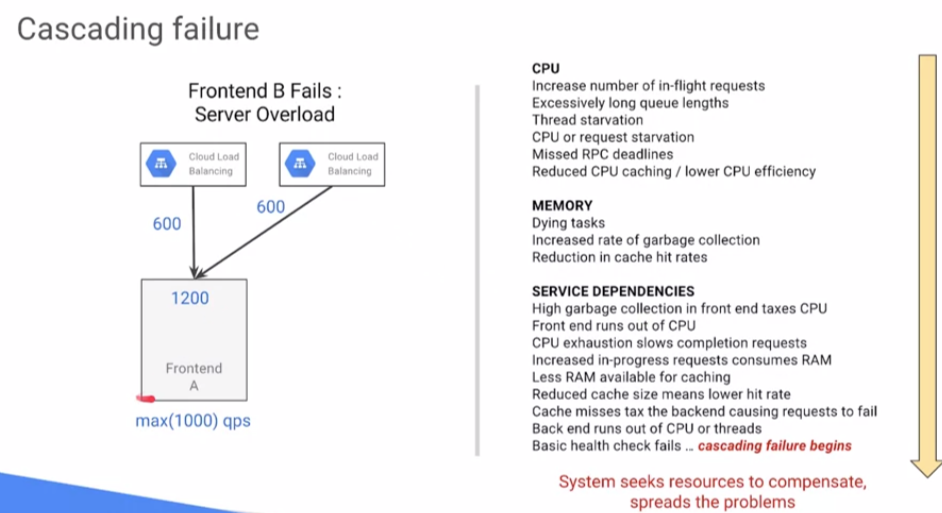 Cascading failure
Frontend B Fails :
Server Overload
Cloud Load
Balancing
Cloud Load
Balancing
600
600
1200
Frontend
A
max(1000) qps
CPU
Increase number of in-flight requests
Excessively long queue lengths
Thread starvation
CPU or request starvation
Missed RPC deadlines
Reduced CPU caching / lower CPU efficiency
MEMORY
Dying tasks
Increased rate of garbage collection
Reduction in cache hit rates
SERVICE DEPENDENCIES
High garbage collection in front end taxes CPU
Front end runs out of CPU
CPU exhaustion slows completion requests
Increased in-progress requests consumes RAM
Less RAM available for caching
Reduced cache size means lower hit rate
Cache misses tax the backend causing requests to fail
Back end runs out of CPU or threads
Basic health check fails ... cascading failure begins
System seeks resources to compensate,
spreads the problems